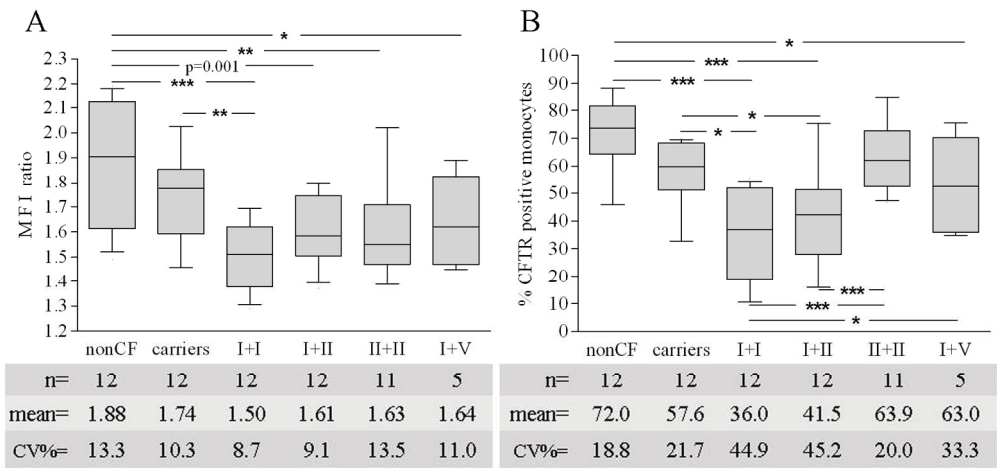 A
*
**
p=0.001
***
**
MFI ratio
2.3
2.2
2.1
2.0
1.9
1.8
1.7
1.6
1.5
1.4
1.3
1.2
nonCF carriers I+I I+II II+II I+V
n= 12 12 12 12 11 5
mean= 1.88 1.74 1.50 1.61 1.63 1.64
CV%= 13.3 10.3 8.7 9.1 13.5 11.0
B
*
***
***
*
*
% CFTR positive monocytes
100
90
80
70
60
50
40
30
20
10
0
***
***
*
nonCF carriers I+I I+II II+II I+V
n= 12 12 12 12 11 5
mean= 72.0 57.6 36.0 41.5 63.9 63.0
CV%= 18.8 21.7 44.9 45.2 20.0 33.3